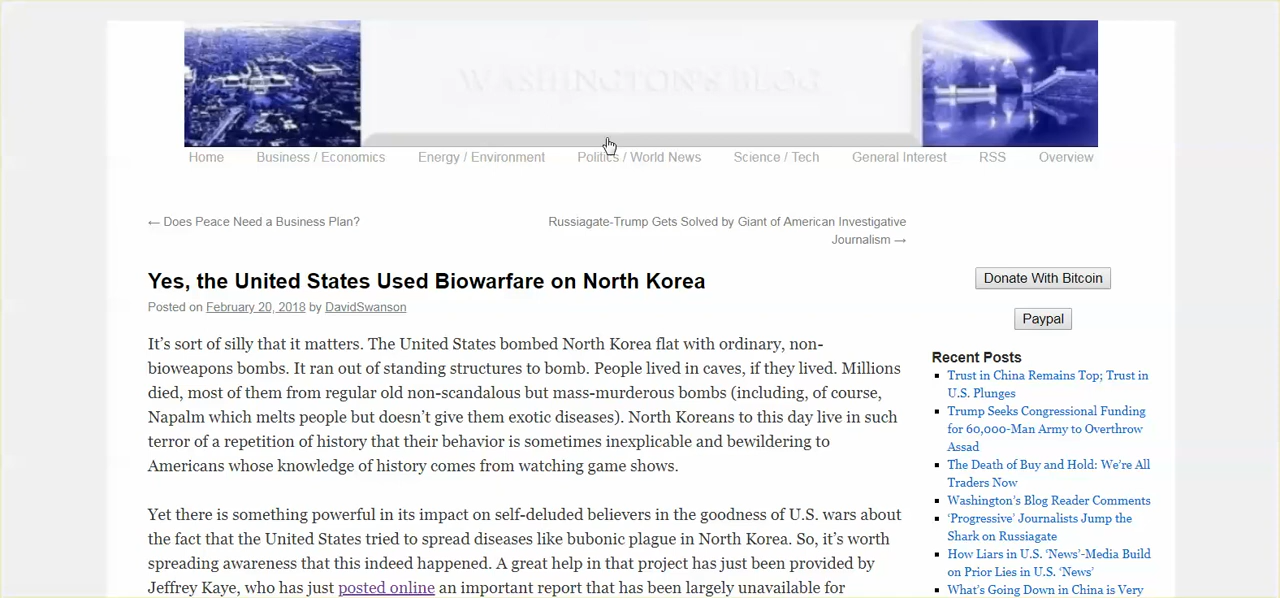 WASHINGTON'S BLOG
Home Business / Economics Energy / Environment Politics / World News Science / Tech General Interest RSS Overview
← Does Peace Need a Business Plan?
Russiagate-Trump Gets Solved by Giant of American Investigative
Journalism →
Yes, the United States Used Biowarfare on North Korea
Posted on February 20, 2018 by DavidSwanson
It's sort of silly that it matters. The United States bombed North Korea flat with ordinary, non-
bioweapons bombs. It ran out of standing structures to bomb. People lived in caves, if they lived. Millions
died, most of them from regular old non-scandalous but mass-murderous bombs (including, of course,
Napalm which melts people but doesn't give them exotic diseases). North Koreans to this day live in such
terror of a repetition of history that their behavior is sometimes inexplicable and bewildering to
Americans whose knowledge of history comes from watching game shows.
Yet there is something powerful in its impact on self-deluded believers in the goodness of U.S. wars about
the fact that the United States tried to spread diseases like bubonic plague in North Korea. So, it's worth
spreading awareness that this indeed happened. A great help in that project has just been provided by
Jeffrey Kaye, who has just posted online an important report that has been largely unavailable for
Donate With Bitcoin
Paypal
Recent Posts
Trust in China Remains Top; Trust in
U.S. Plunges
Trump Seeks Congressional Funding
for 60,000-Man Army to Overthrow
Assad
The Death of Buy and Hold: We're All
Traders Now
Washington's Blog Reader Comments
'Progressive' Journalists Jump the
Shark on Russiagate
How Liars in U.S. 'News'-Media Build
on Prior Lies in U.S. 'News'
What's Going Down in China is Very